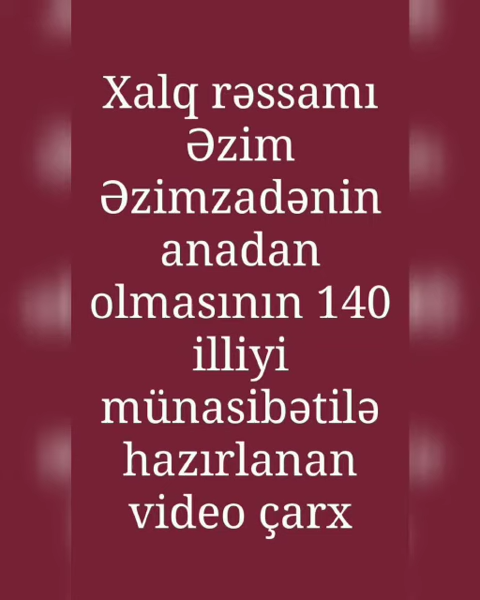 Xalq rəssamı
Əzim
Əzimzadənin
anadan
olmasının 140
illiyi
münasibətilə
hazırlanan
video çarx